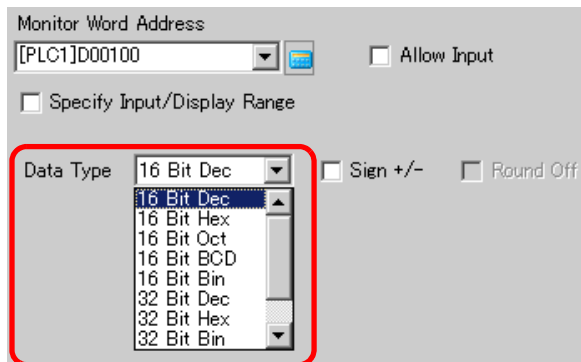 Monitor Word Address
[PLC1]D00100
Allow Input
Specify Input/Display Range
Data Type 16 Bit Dec Sign +/- Round Off
16 Bit Dec
16 Bit Hex
16 Bit Oct
16 Bit BCD
16 Bit Bin
32 Bit Dec
32 Bit Hex
32 Bit Bin